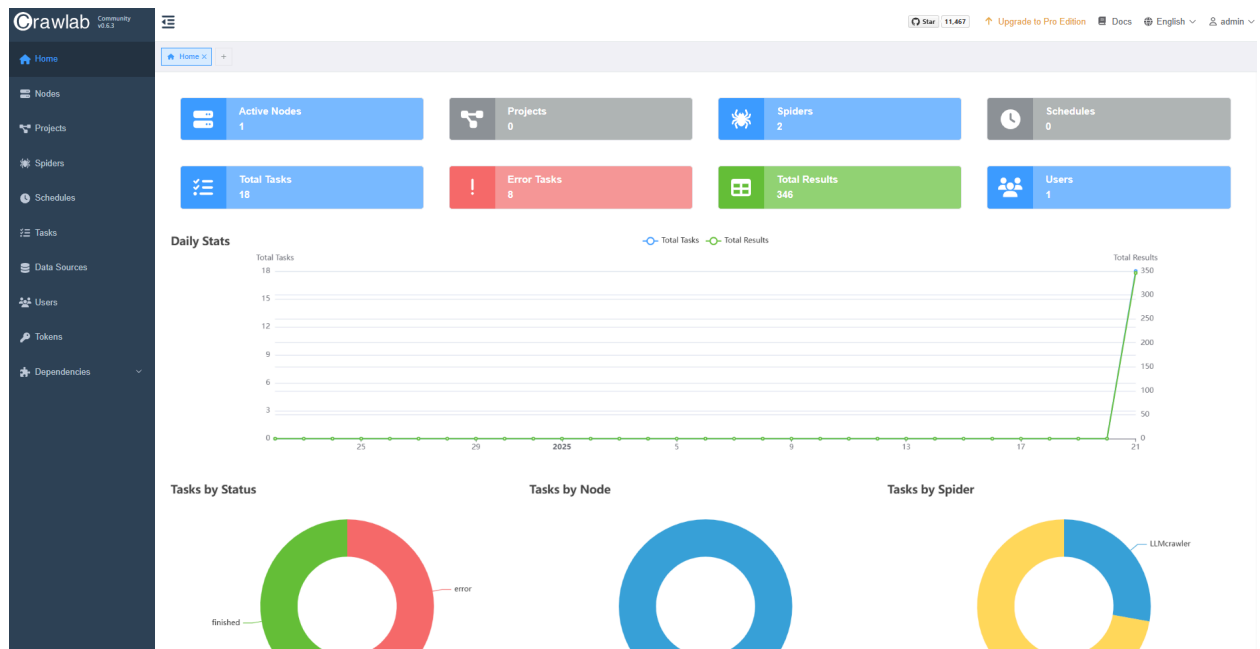 Crawlab Community v0.6.3
Star 11,467 Upgrade to Pro Edition Docs English admin
Home
Nodes
Projects
Spiders
Schedules
Tasks
Data Sources
Users
Tokens
Dependencies
Home × +
Active Nodes
1
Projects
0
Spiders
2
Schedules
0
Total Tasks
18
Error Tasks
8
Total Results
346
Users
1
Daily Stats
Total Tasks Total Results
Total Tasks
18
15
12
9
6
3
0
Total Results
350
300
250
200
150
100
50
0
25 29 2025 5 9 13 17 21
Tasks by Status
error
finished
Tasks by Node
Tasks by Spider
LLMcrawler